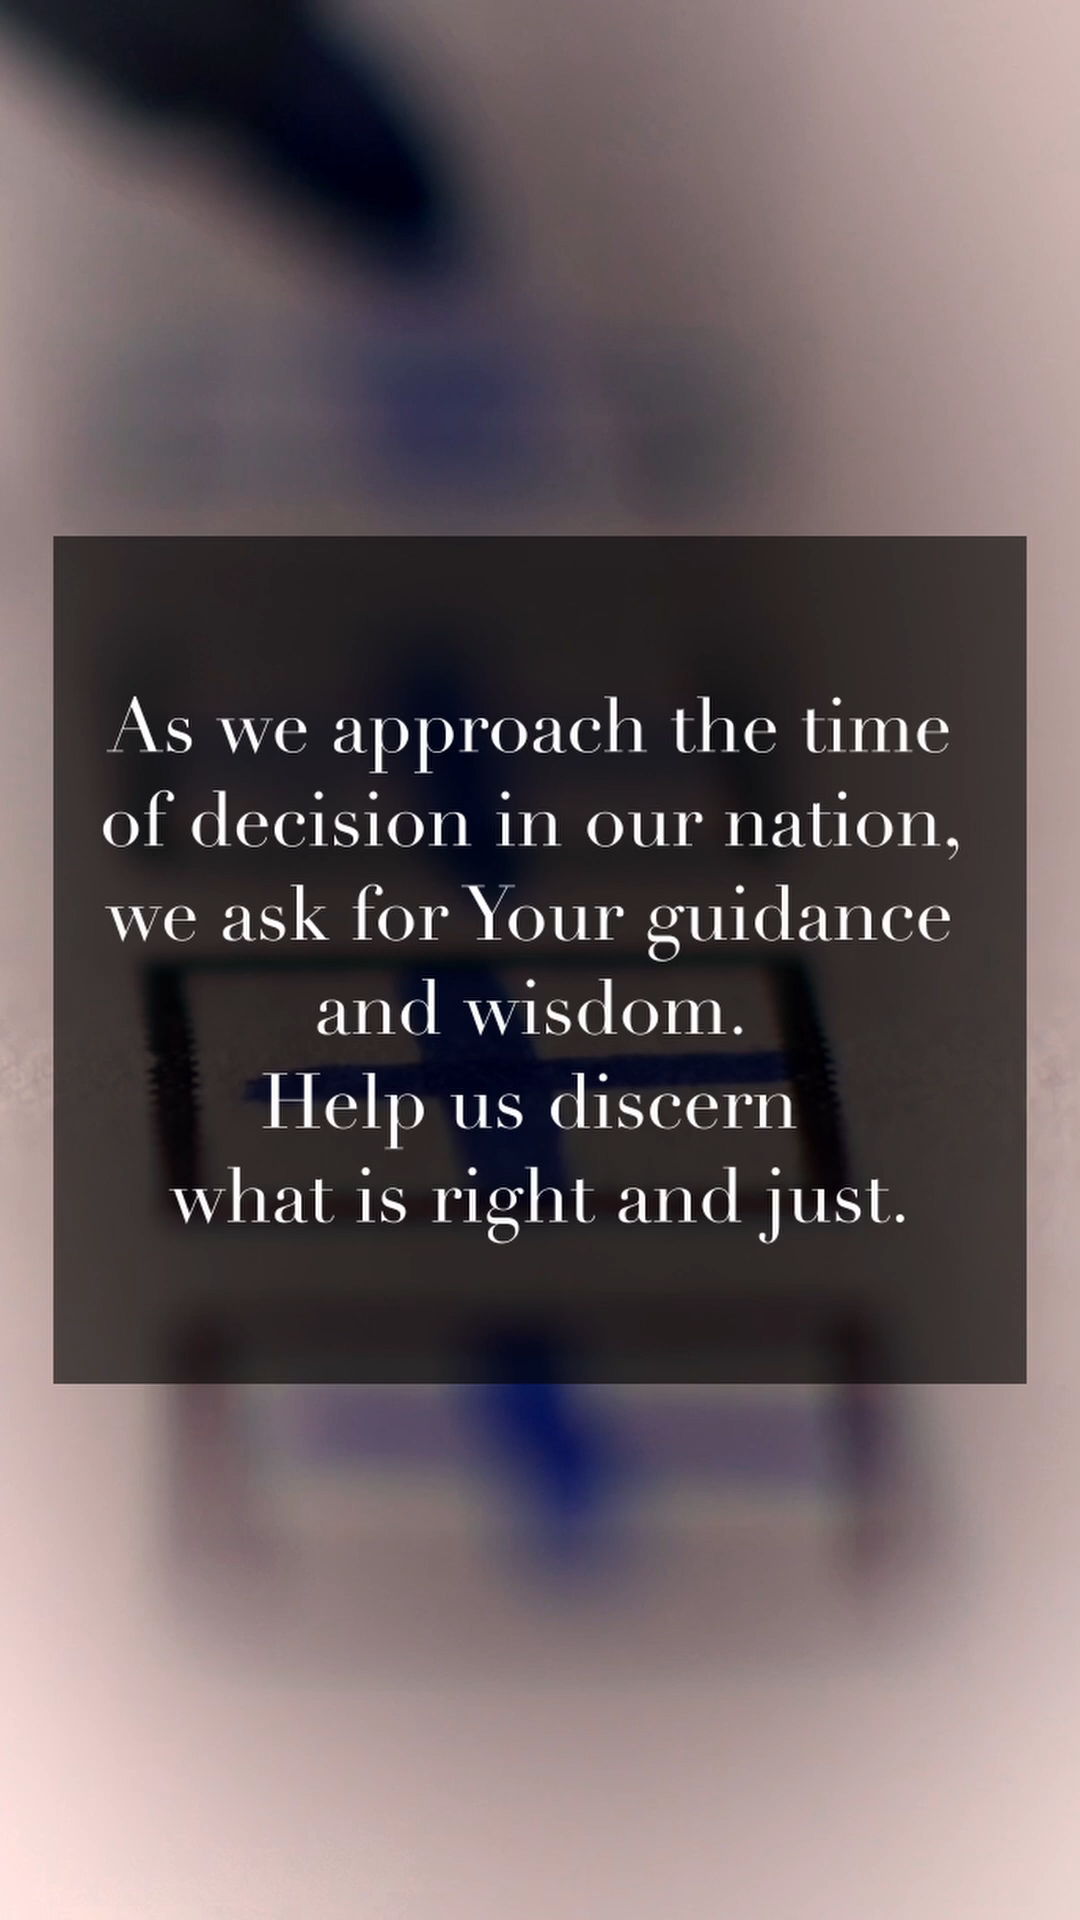 As we approach the time
of decision in our nation,
we ask for Your guidance
and wisdom.
Help us discern
what is right and just.